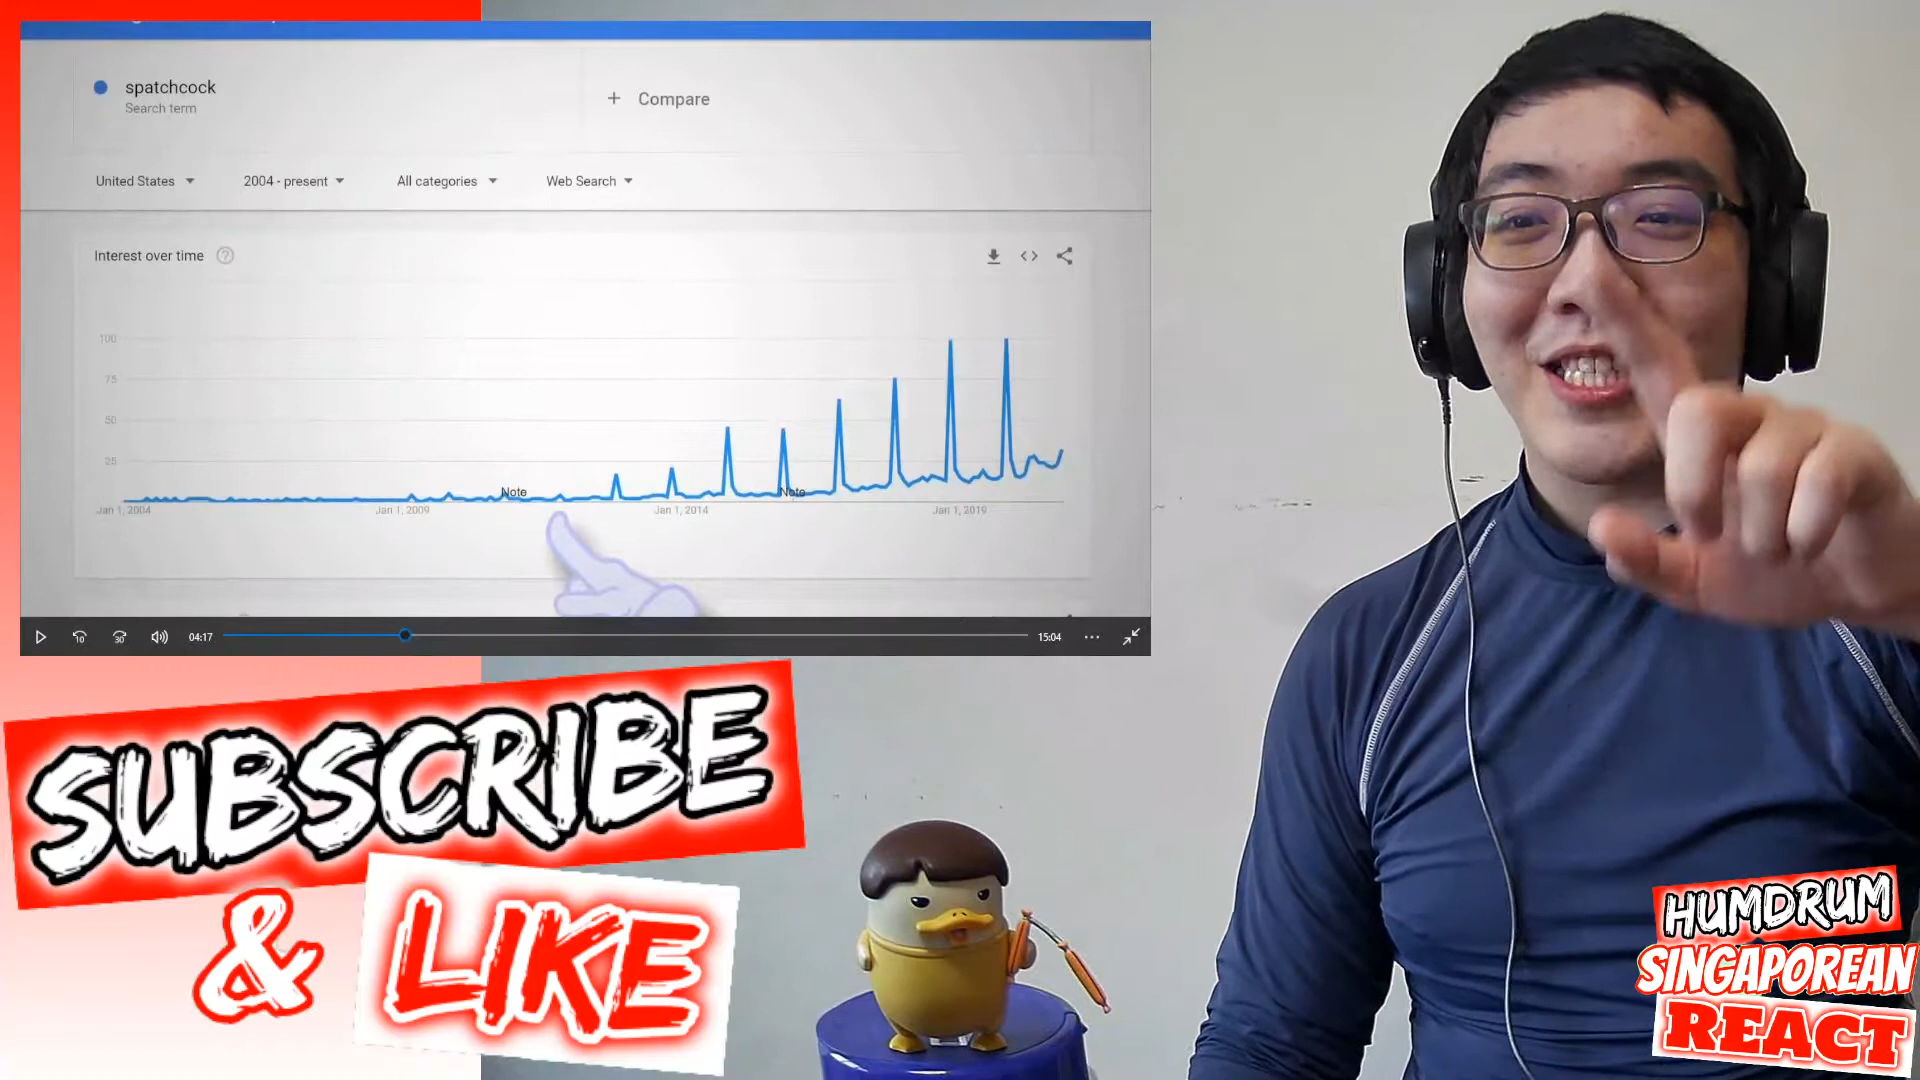 spatchcock
Search term
+ Compare
United States
2004 - present
All categories
Web Search
Interest over time
100
75
50
25
Note
Note
Jan 1, 2004
Jan 1, 2009
Jan 1, 2014
Jan 1, 2019
10
30
04:17
15:04
SUBSCRIBE
&
LIKE
HUMDRUM
SINGAPOREAN
REACT